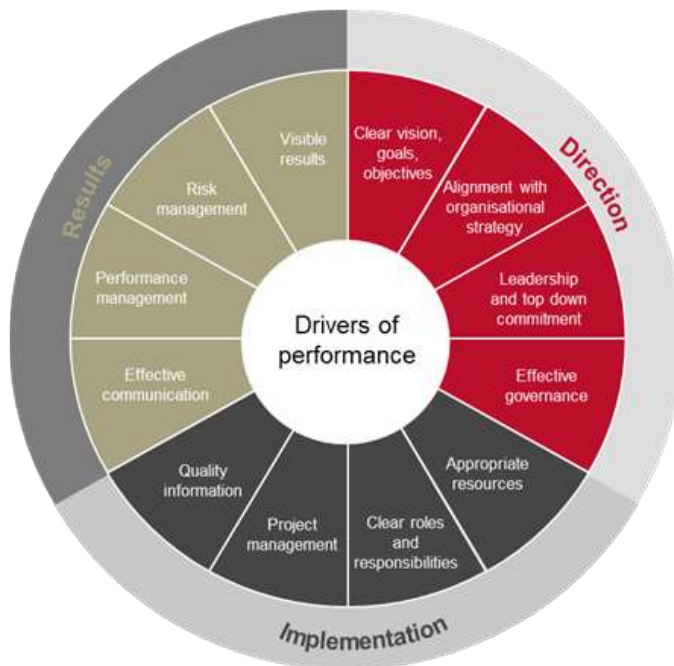 Drivers of
performance
Direction
Clear vision,
goals,
objectives
Alignment with
organisational
strategy
Leadership
and top down
commitment
Effective
governance
Implementation
Appropriate
resources
Clear roles
and
responsibilities
Project
management
Quality
information
Results
Effective
communication
Performance
management
Risk
management
Visible
results